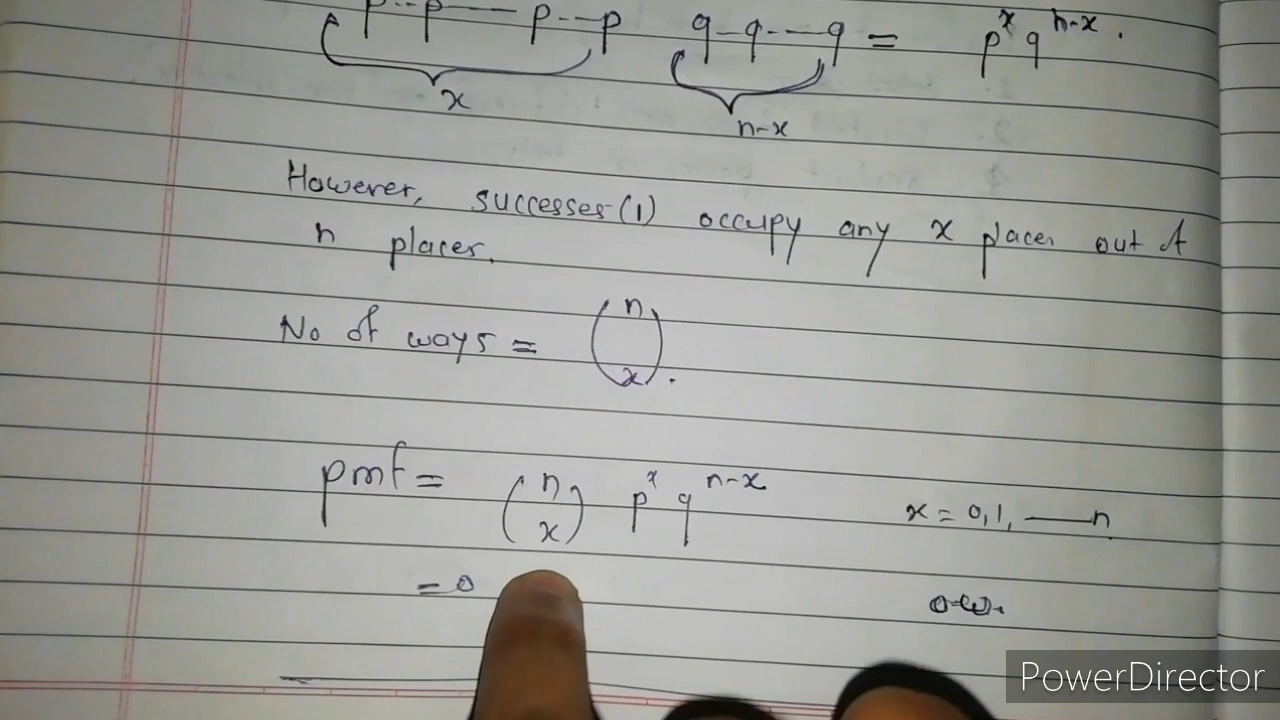 p--p---p--p q-q---q = p^x q^{n-x}.
x n-x
However, successes(1) occupy any x places out of
n places.
No of ways = (n x).
pmf = (n x) p^x q^{n-x} x = 0,1,——n
= 0 o.w.
PowerDirector